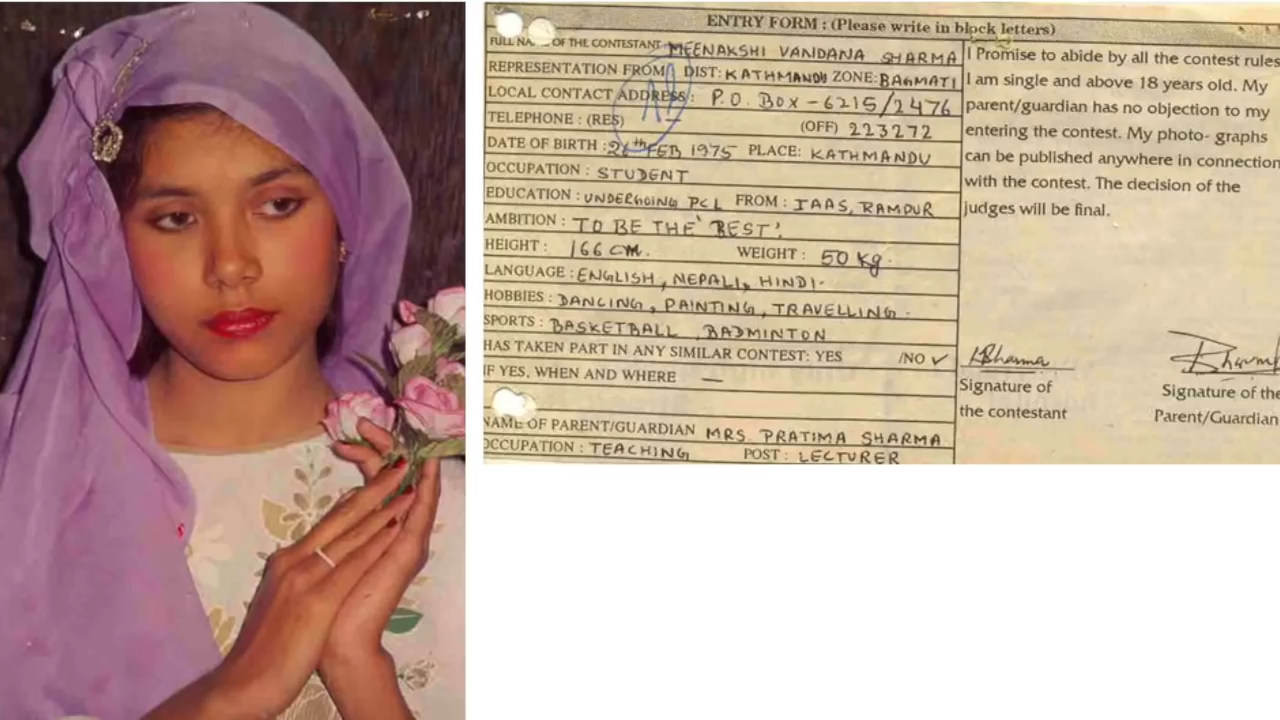 ENTRY FORM : (Please write in block letters)
FULL NA OF THE CONTESTANT MEENAKSHI VANDANA SHARMA
REPRESENTATION FROM DIST: KATHMANDU ZONE: BAGMATI
LOCAL CONTACT ADDRESS: P.O. BOX - 6215/2476
TELEPHONE : (RES) (OFF) 223272
DATE OF BIRTH : 26th FEB 1975 PLACE: KATHMANDU
OCCUPATION : STUDENT
EDUCATION : UNDERGOING PCL FROM : IAAS, RAMPUR
AMBITION : TO BE THE 'BEST'
HEIGHT : 166 cm. WEIGHT : 50 kg.
LANGUAGE : ENGLISH, NEPALI, HINDI.
HOBBIES : DANCING, PAINTING, TRAVELLING.
SPORTS : BASKETBALL, BADMINTON
HAS TAKEN PART IN ANY SIMILAR CONTEST: YES /NO ✓
IF YES, WHEN AND WHERE —
NAME OF PARENT/GUARDIAN MRS. PRATIMA SHARMA
OCCUPATION : TEACHING POST : LECTURER
I Promise to abide by all the contest rules
I am single and above 18 years old. My
parent/guardian has no objection to my
entering the contest. My photo- graphs
can be published anywhere in connection
with the contest. The decision of the
judges will be final.
Signature of
the contestant
Signature of the
Parent/Guardian